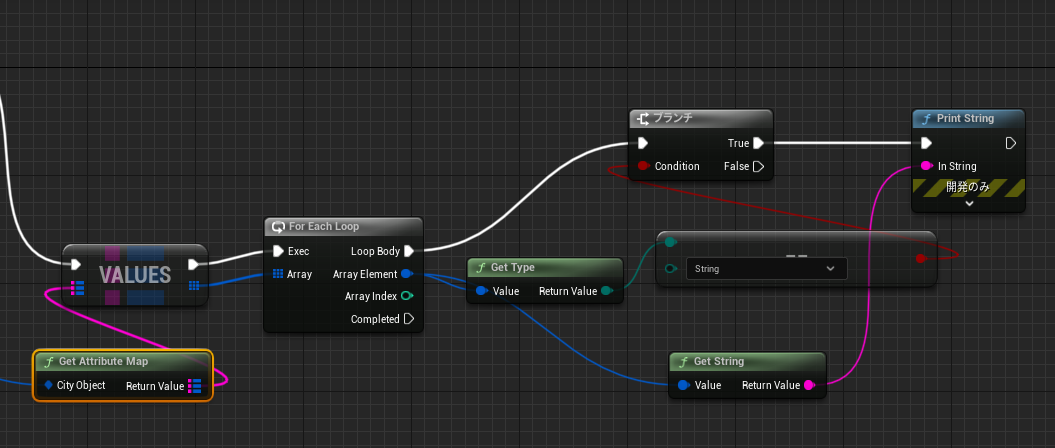 ブランチ
True
Condition
False
Print String
In String
開発のみ
For Each Loop
Exec
Loop Body
Array
Array Element
Array Index
Completed
VALUES
Get Type
Value
Return Value
==
String
Get Attribute Map
City Object
Return Value
Get String
Value
Return Value